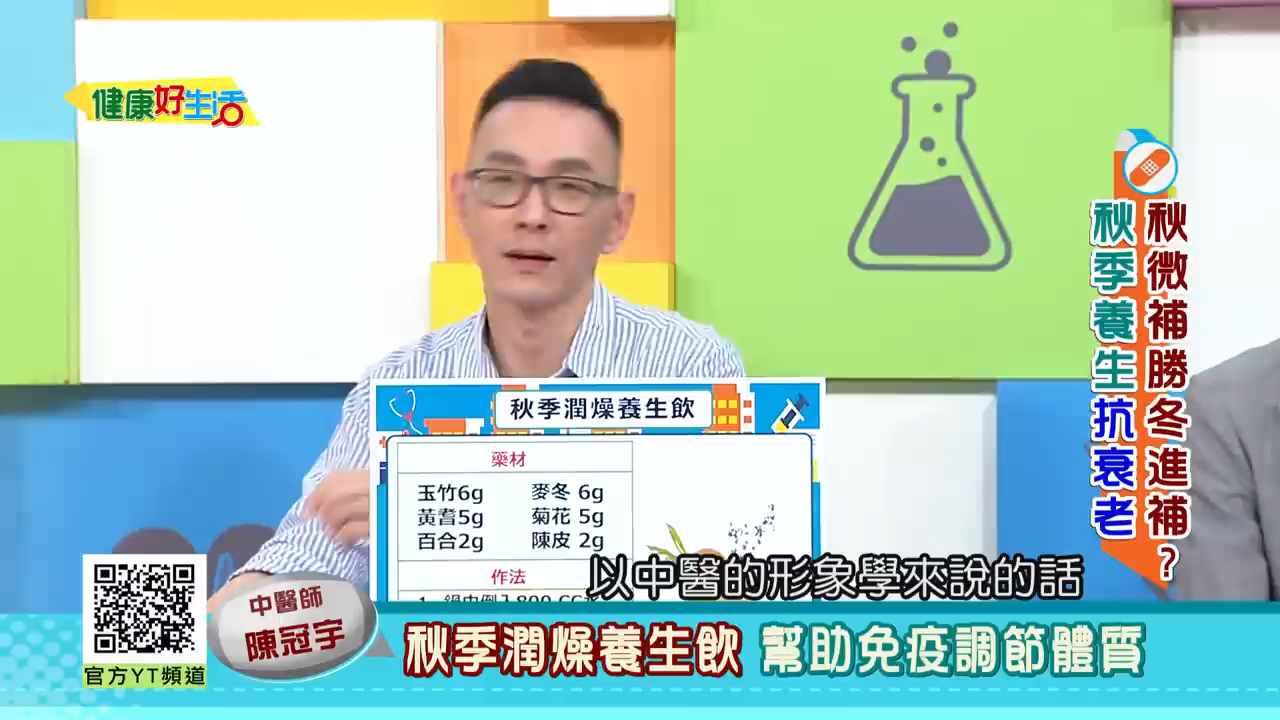 健康好生活
秋微補勝冬進補?
秋季養生抗衰老
秋季潤燥養生飲
藥材
玉竹6g 麥冬 6g
黃耆5g 菊花 5g
百合2g 陳皮 2g
作法
以中醫的形象學來說的話
中醫師
陳冠宇
秋季潤燥養生飲 幫助免疫調節體質
官方YT頻道